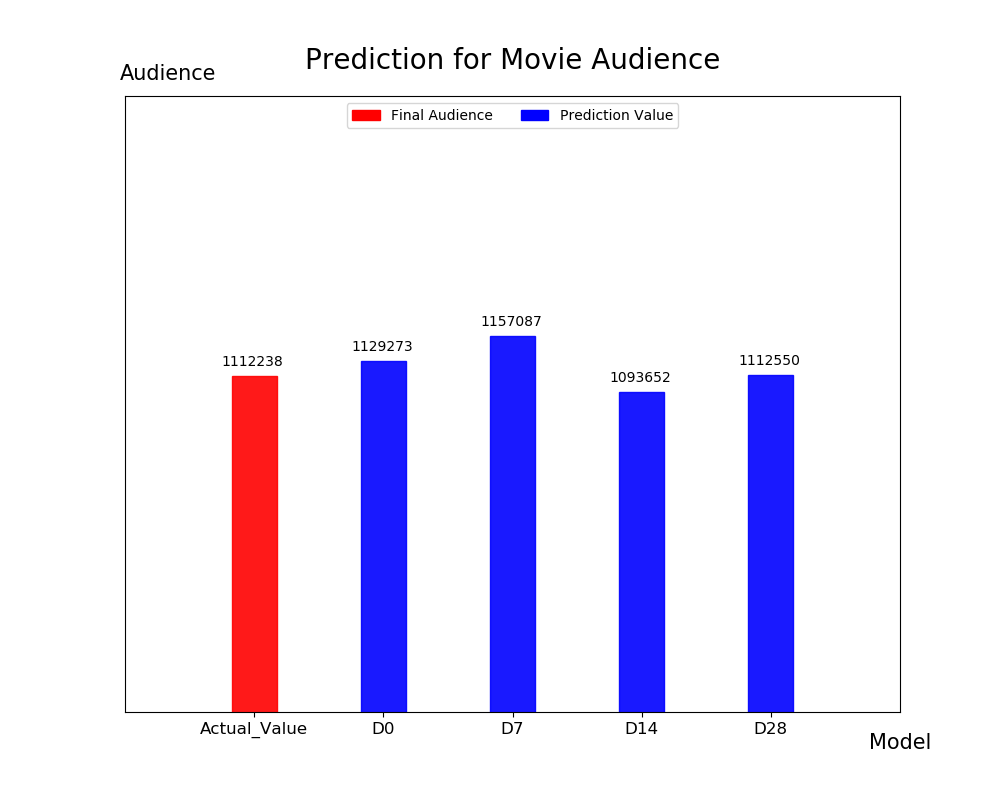 Prediction for Movie Audience
Audience
Final Audience
Prediction Value
1112238
1129273
1157087
1093652
1112550
Actual_Value
D0
D7
D14
D28
Model